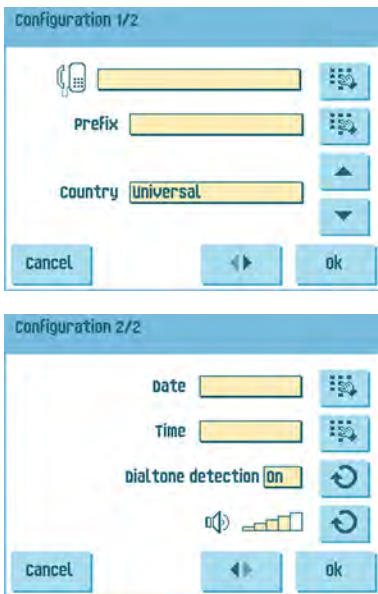 Configuration 1/2
Prefix
Country Universal
Cancel
Ok
Configuration 2/2
Date
Time
Dialtone detection On
Cancel
Ok